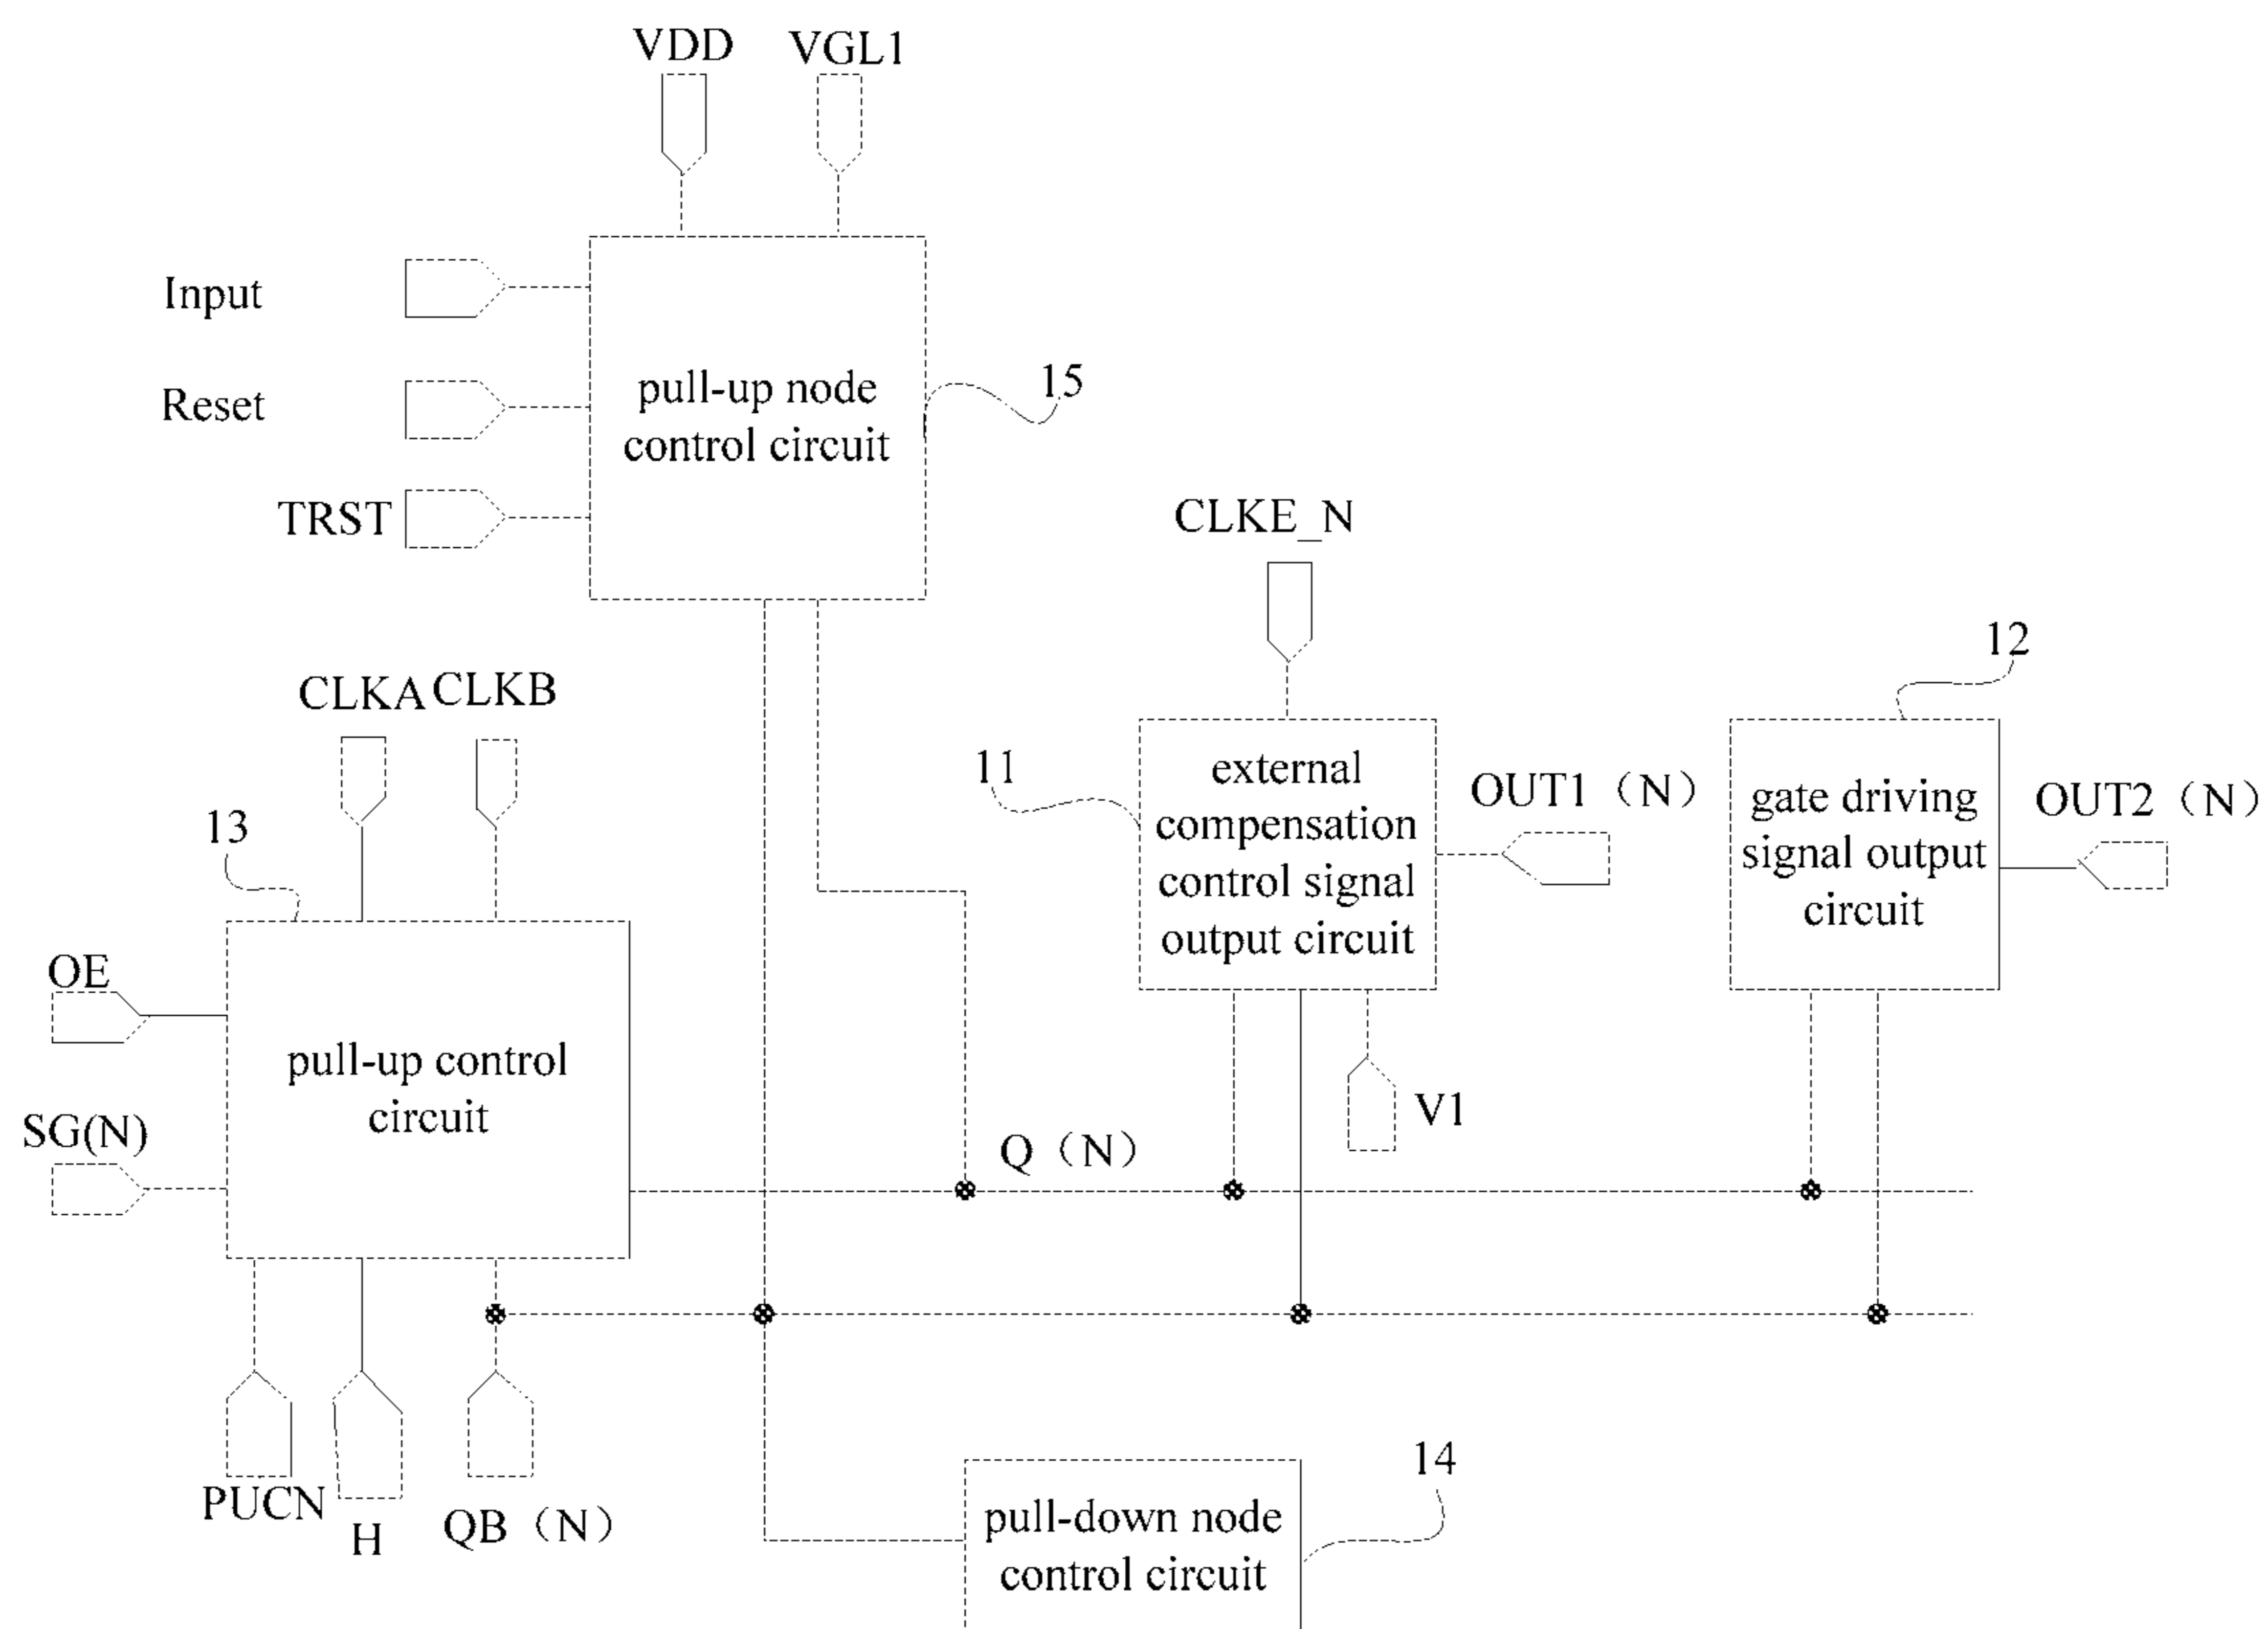 VDD
VGL1
Input
Reset
TRST
pull-up node
control circuit
15
CLKE_N
12
CLKA
CLKB
11
external
compensation
control signal
output circuit
OUT1（N）
gate driving
signal output
circuit
OUT2（N）
13
OE
pull-up control
circuit
SG(N)
V1
Q（N）
PUCN
H
QB（N）
14
pull-down node
control circuit